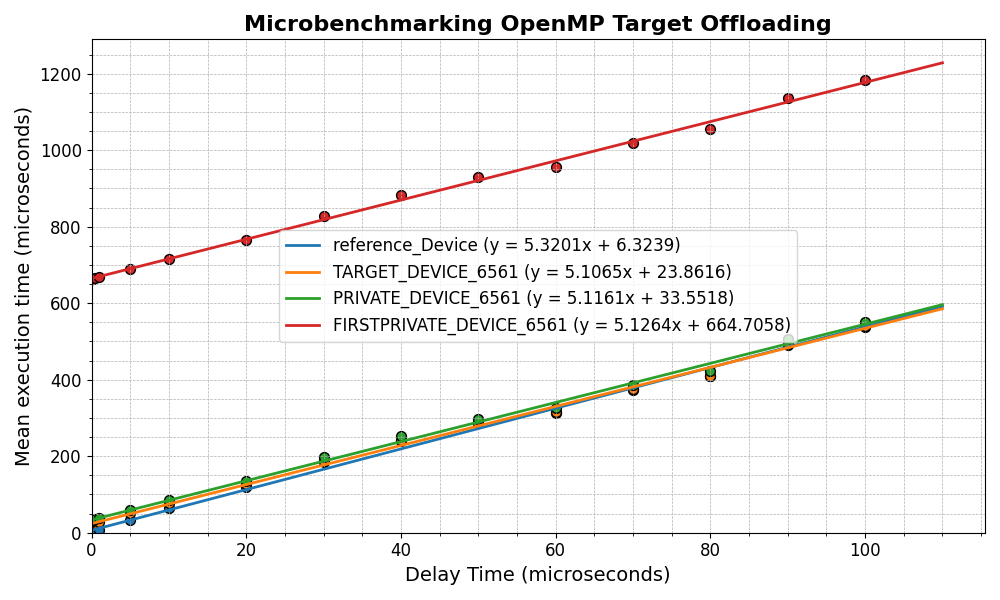 Microbenchmarking OpenMP Target Offloading
Mean execution time (microseconds)
1200
1000
800
600
400
200
0
reference_Device (y = 5.3201x + 6.3239)
TARGET_DEVICE_6561 (y = 5.1065x + 23.8616)
PRIVATE_DEVICE_6561 (y = 5.1161x + 33.5518)
FIRSTPRIVATE_DEVICE_6561 (y = 5.1264x + 664.7058)
0 20 40 60 80 100
Delay Time (microseconds)